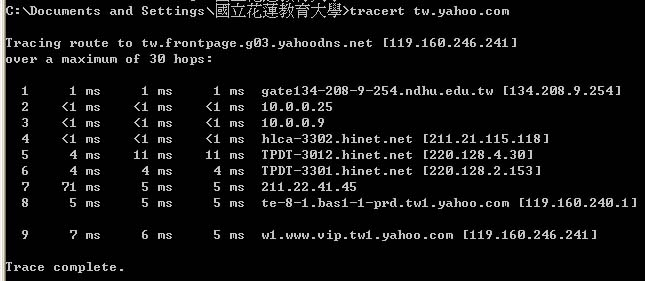 C:\Documents and Settings\國立花蓮教育大學>tracert tw.yahoo.com
Tracing route to tw.frontpage.g03.yahoodns.net [119.160.246.241]
over a maximum of 30 hops:
1 1 ms 1 ms 1 ms gate134-208-9-254.ndhu.edu.tw [134.208.9.254]
2 <1 ms <1 ms <1 ms 10.0.0.25
3 <1 ms <1 ms <1 ms 10.0.0.9
4 <1 ms <1 ms <1 ms hlca-3302.hinet.net [211.21.115.118]
5 4 ms 11 ms 11 ms TPDT-3012.hinet.net [220.128.4.30]
6 4 ms 4 ms 4 ms TPDT-3301.hinet.net [220.128.2.153]
7 71 ms 5 ms 5 ms 211.22.41.45
8 5 ms 5 ms 5 ms te-8-1.bas1-1-prd.tw1.yahoo.com [119.160.240.1]
9 7 ms 6 ms 5 ms w1.www.vip.tw1.yahoo.com [119.160.246.241]
Trace complete.